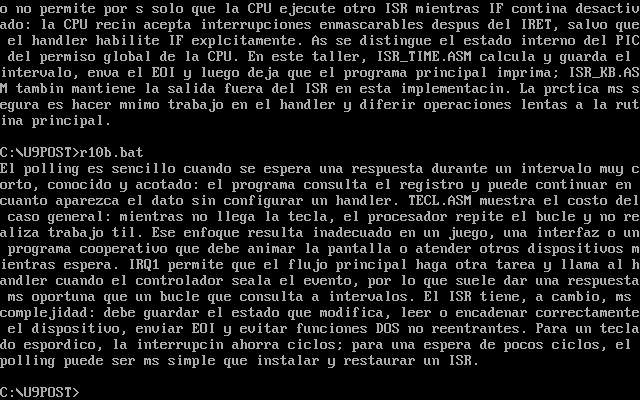 o no permite por s solo que la CPU ejecute otro ISR mientras IF contina desactiv
ado: la CPU recin acepta interrupciones enmascarables despus del IRET, salvo que
 el handler habilite IF explcitamente. As se distingue el estado interno del PIC
 del permiso global de la CPU. En este taller, ISR_TIME.ASM calcula y guarda el
intervalo, enva el EOI y luego deja que el programa principal imprima; ISR_KB.AS
M tambin mantiene la salida fuera del ISR en esta implementacin. La prctica ms s
egura es hacer mnimo trabajo en el handler y diferir operaciones lentas a la rut
ina principal.
C:\U9POST>r10b.bat
El polling es sencillo cuando se espera una respuesta durante un intervalo muy c
orto, conocido y acotado: el programa consulta el registro y puede continuar en
cuanto aparezca el dato sin configurar un handler. TECL.ASM muestra el costo del
 caso general: mientras no llega la tecla, el procesador repite el bucle y no re
aliza trabajo til. Ese enfoque resulta inadecuado en un juego, una interfaz o un
 programa cooperativo que debe animar la pantalla o atender otros dispositivos m
ientras espera. IRQ1 permite que el flujo principal haga otra tarea y llama al h
andler cuando el controlador seala el evento, por lo que suele dar una respuesta
 ms oportuna que un bucle que consulta a intervalos. El ISR tiene, a cambio, ms
complejidad: debe guardar el estado que modifica, leer o encadenar correctamente
 el dispositivo, enviar EOI y evitar funciones DOS no reentrantes. Para un tecla
do espordico, la interrupcin ahorra ciclos; para una espera de pocos ciclos, el
polling puede ser ms simple que instalar y restaurar un ISR.
C:\U9POST>